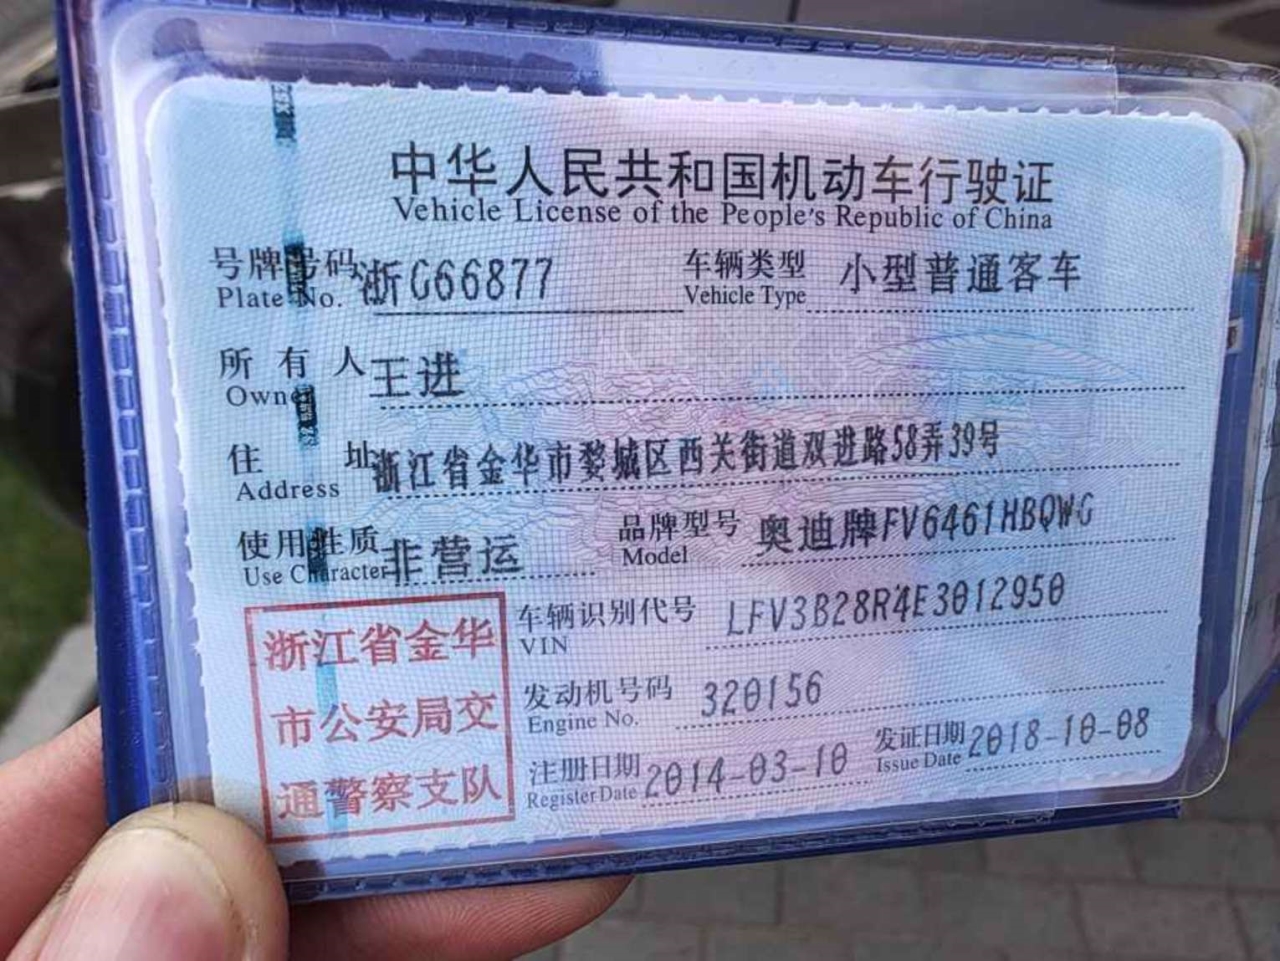 中华人民共和国机动车行驶证
Vehicle License of the People's Republic of China
号牌号码 浙G66877 车辆类型 小型普通客车
Plate No. Vehicle Type
所有人 王进
Owner
住址 浙江省金华市婺城区西关街道双进路58弄39号
Address
使用性质 非营运 品牌型号 奥迪牌FV6461HBQWG
Use Character Model
浙江省金华
市公安局交
通警察支队
车辆识别代号 LFV3B28R4E3012950
VIN
发动机号码 320156
Engine No.
注册日期 2014-03-10 发证日期 2018-10-08
Register Date Issue Date